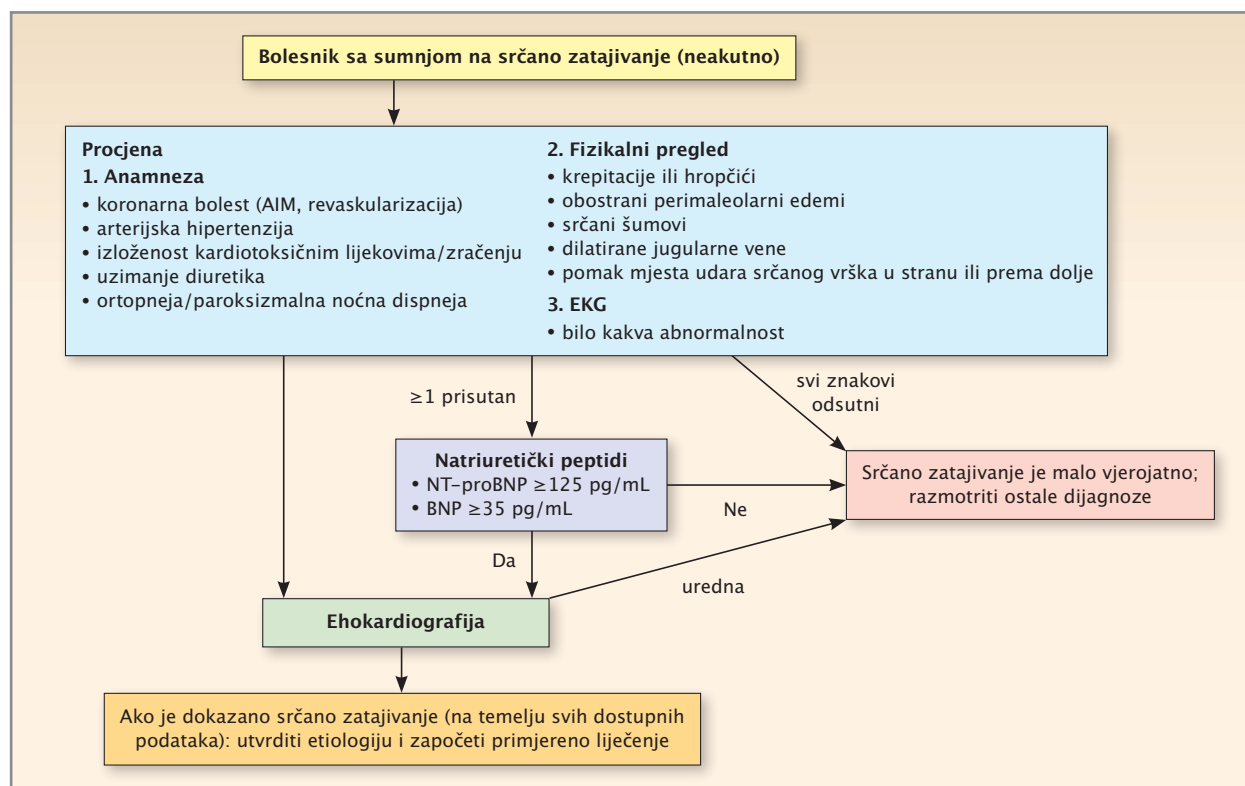 Bolesnik sa sumnjom na srčano zatajivanje (neakutno)
Procjena
1. Anamneza
• koronarna bolest (AIM, revaskularizacija)
• arterijska hipertenzija
• izloženost kardiotoksičnim lijekovima/zračenju
• uzimanje diuretika
• ortopneja/paroksizmalna noćna dispneja
2. Fizikalni pregled
• krepitacije ili hropčići
• obostrani perimaleolarni edemi
• srčani šumovi
• dilatirane jugularne vene
• pomak mjesta udara srčanog vrška u stranu ili prema dolje
3. EKG
• bilo kakva abnormalnost
≥1 prisutan
svi znakovi
odsutni
Natriuretički peptidi
• NT–proBNP ≥125 pg/mL
• BNP ≥35 pg/mL
Ne
Srčano zatajivanje je malo vjerojatno;
razmotriti ostale dijagnoze
Da
uredna
Ehokardiografija
Ako je dokazano srčano zatajivanje (na temelju svih dostupnih
podataka): utvrditi etiologiju i započeti primjereno liječenje